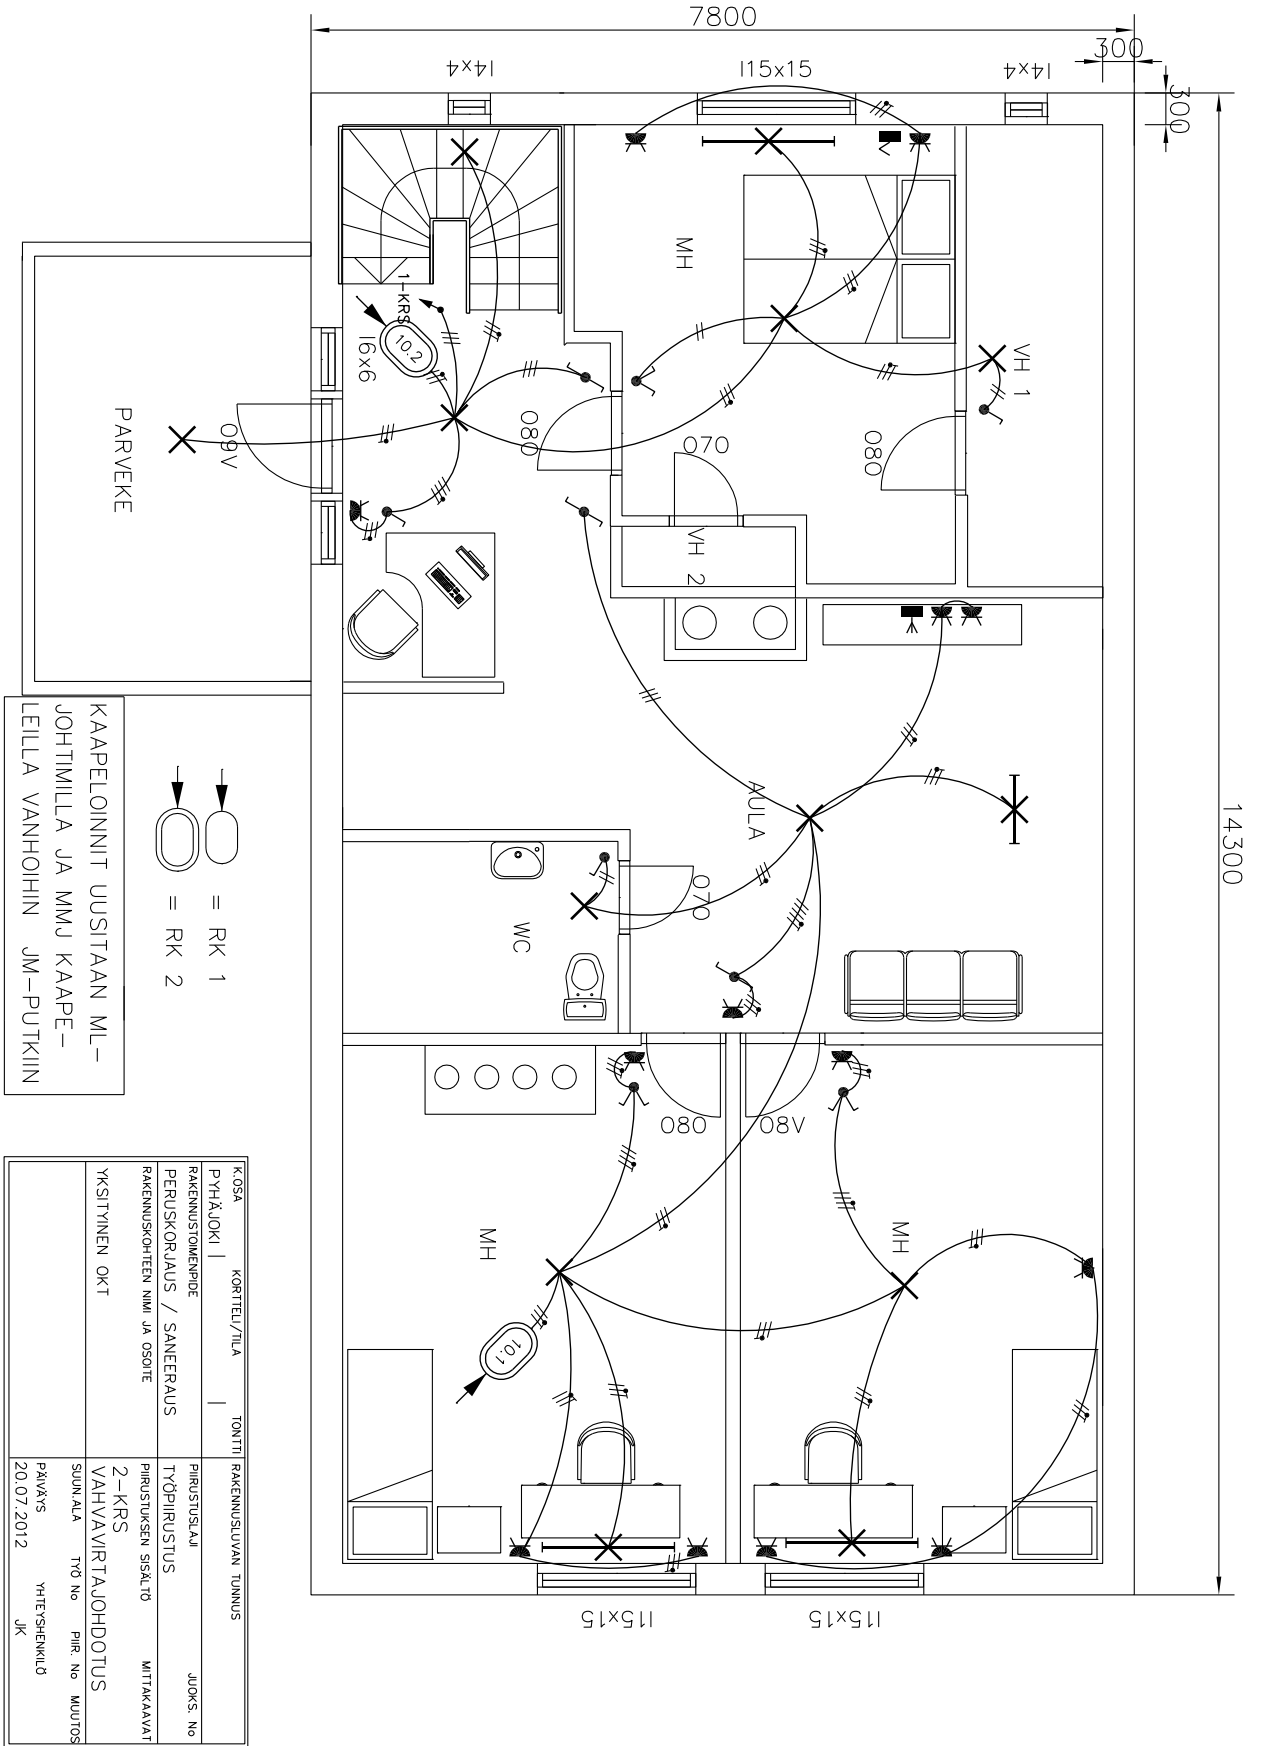 7800
300
300
I4x4
I15x15
I4x4
14300
MH
VH 1
1-KRS
10.2
I6x6
080
070
080
VH 2
09V
PARVEKE
AULA
070
WC
080
08V
MH
MH
10.1
I15x15
I15x15
= RK 1
= RK 2
KAAPELOINNIT UUSITAAN ML-
JOHTIMILLA JA MMJ KAAPE-
LEILLA VANHOIHIN JM-PUTKIIN
K.OSA KORTTELI/TILA TONTTI RAKENNUSLUVAN TUNNUS
PYHÄJOKI
RAKENNUSTOIMENPIDE PIIRUSTUSLAJI JUOKS. No
PERUSKORJAUS / SANEERAUS TYÖPIIRUSTUS
RAKENNUSKOHTEEN NIMI JA OSOITE PIIRUSTUKSEN SISÄLTÖ MITTAKAAVAT
YKSITYINEN OKT
2-KRS
VAHVAVIRTAJOHDOTUS
SUUN.ALA TYÖ No PIIR. No MUUTOS
PÄIVÄYS YHTEYSHENKILÖ
20.07.2012 JK